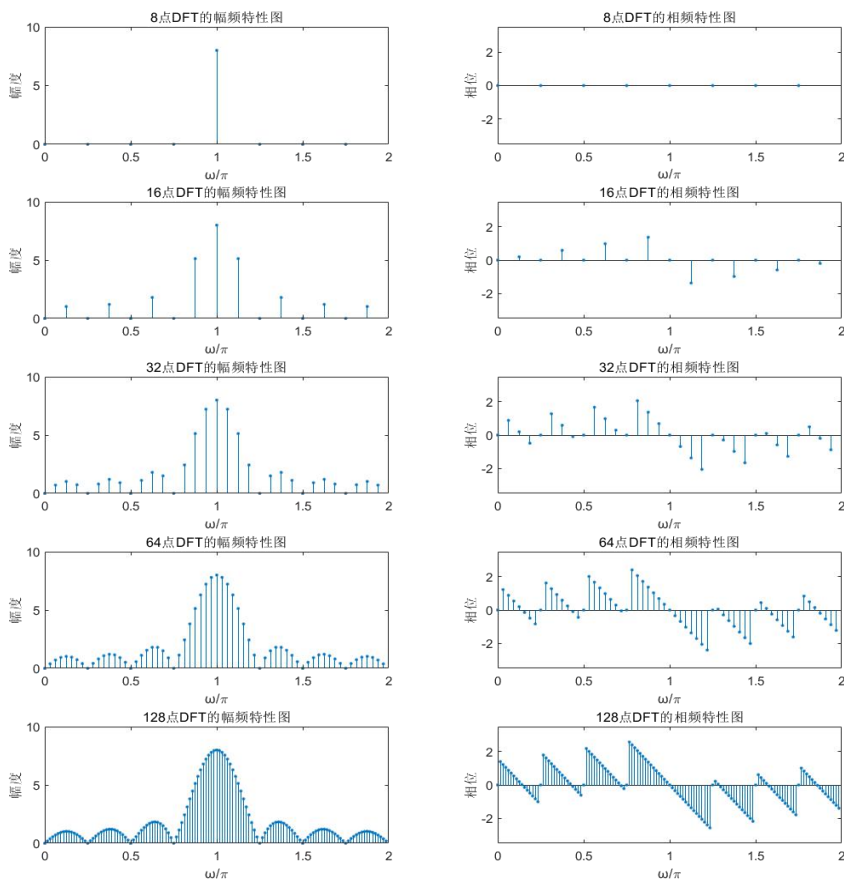 8点DFT的幅频特性图
幅度
10
5
0
0 0.5 1 1.5 2
ω/π
8点DFT的相频特性图
相位
2
0
-2
0 0.5 1 1.5 2
ω/π
16点DFT的幅频特性图
幅度
10
5
0
0 0.5 1 1.5 2
ω/π
16点DFT的相频特性图
相位
2
0
-2
0 0.5 1 1.5 2
ω/π
32点DFT的幅频特性图
幅度
10
5
0
0 0.5 1 1.5 2
ω/π
32点DFT的相频特性图
相位
2
0
-2
0 0.5 1 1.5 2
ω/π
64点DFT的幅频特性图
幅度
10
5
0
0 0.5 1 1.5 2
ω/π
64点DFT的相频特性图
相位
2
0
-2
0 0.5 1 1.5 2
ω/π
128点DFT的幅频特性图
幅度
10
5
0
0 0.5 1 1.5 2
ω/π
128点DFT的相频特性图
相位
2
0
-2
0 0.5 1 1.5 2
ω/π